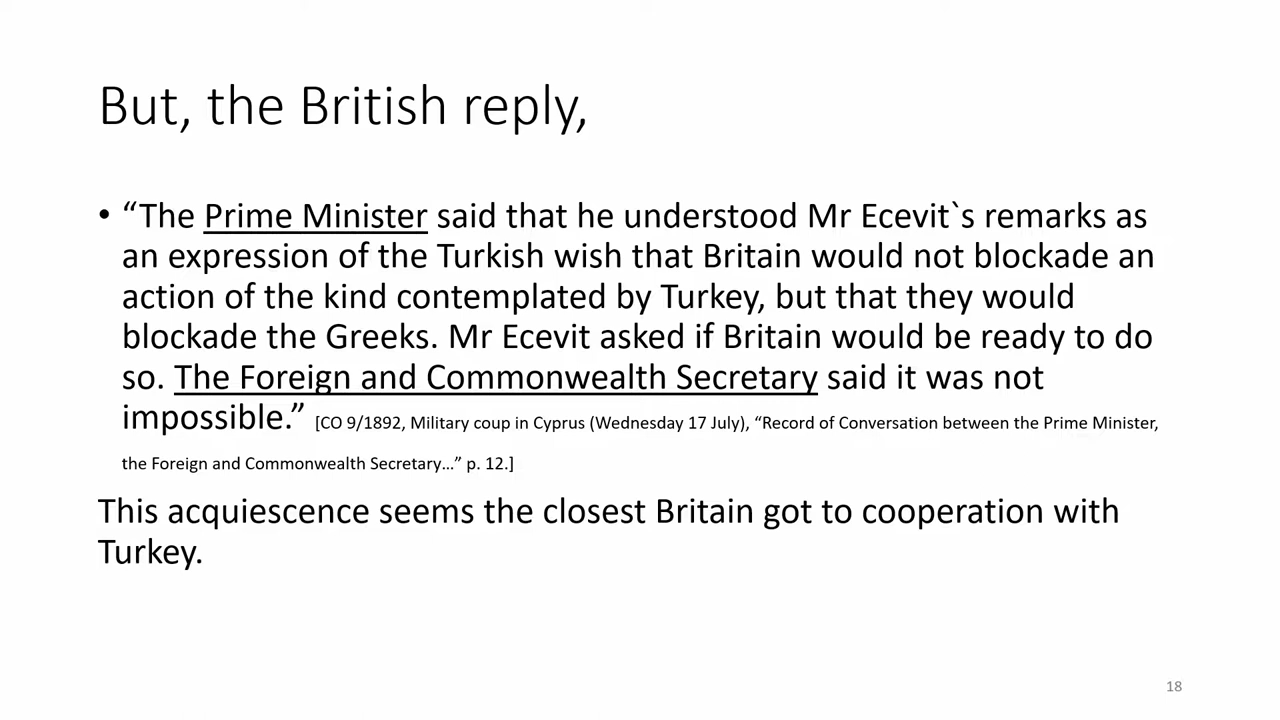 But, the British reply,
• “The Prime Minister said that he understood Mr Ecevit`s remarks as
an expression of the Turkish wish that Britain would not blockade an
action of the kind contemplated by Turkey, but that they would
blockade the Greeks. Mr Ecevit asked if Britain would be ready to do
so. The Foreign and Commonwealth Secretary said it was not
impossible.” [CO 9/1892, Military coup in Cyprus (Wednesday 17 July), “Record of Conversation between the Prime Minister,
the Foreign and Commonwealth Secretary…” p. 12.]
This acquiescence seems the closest Britain got to cooperation with
Turkey.
18